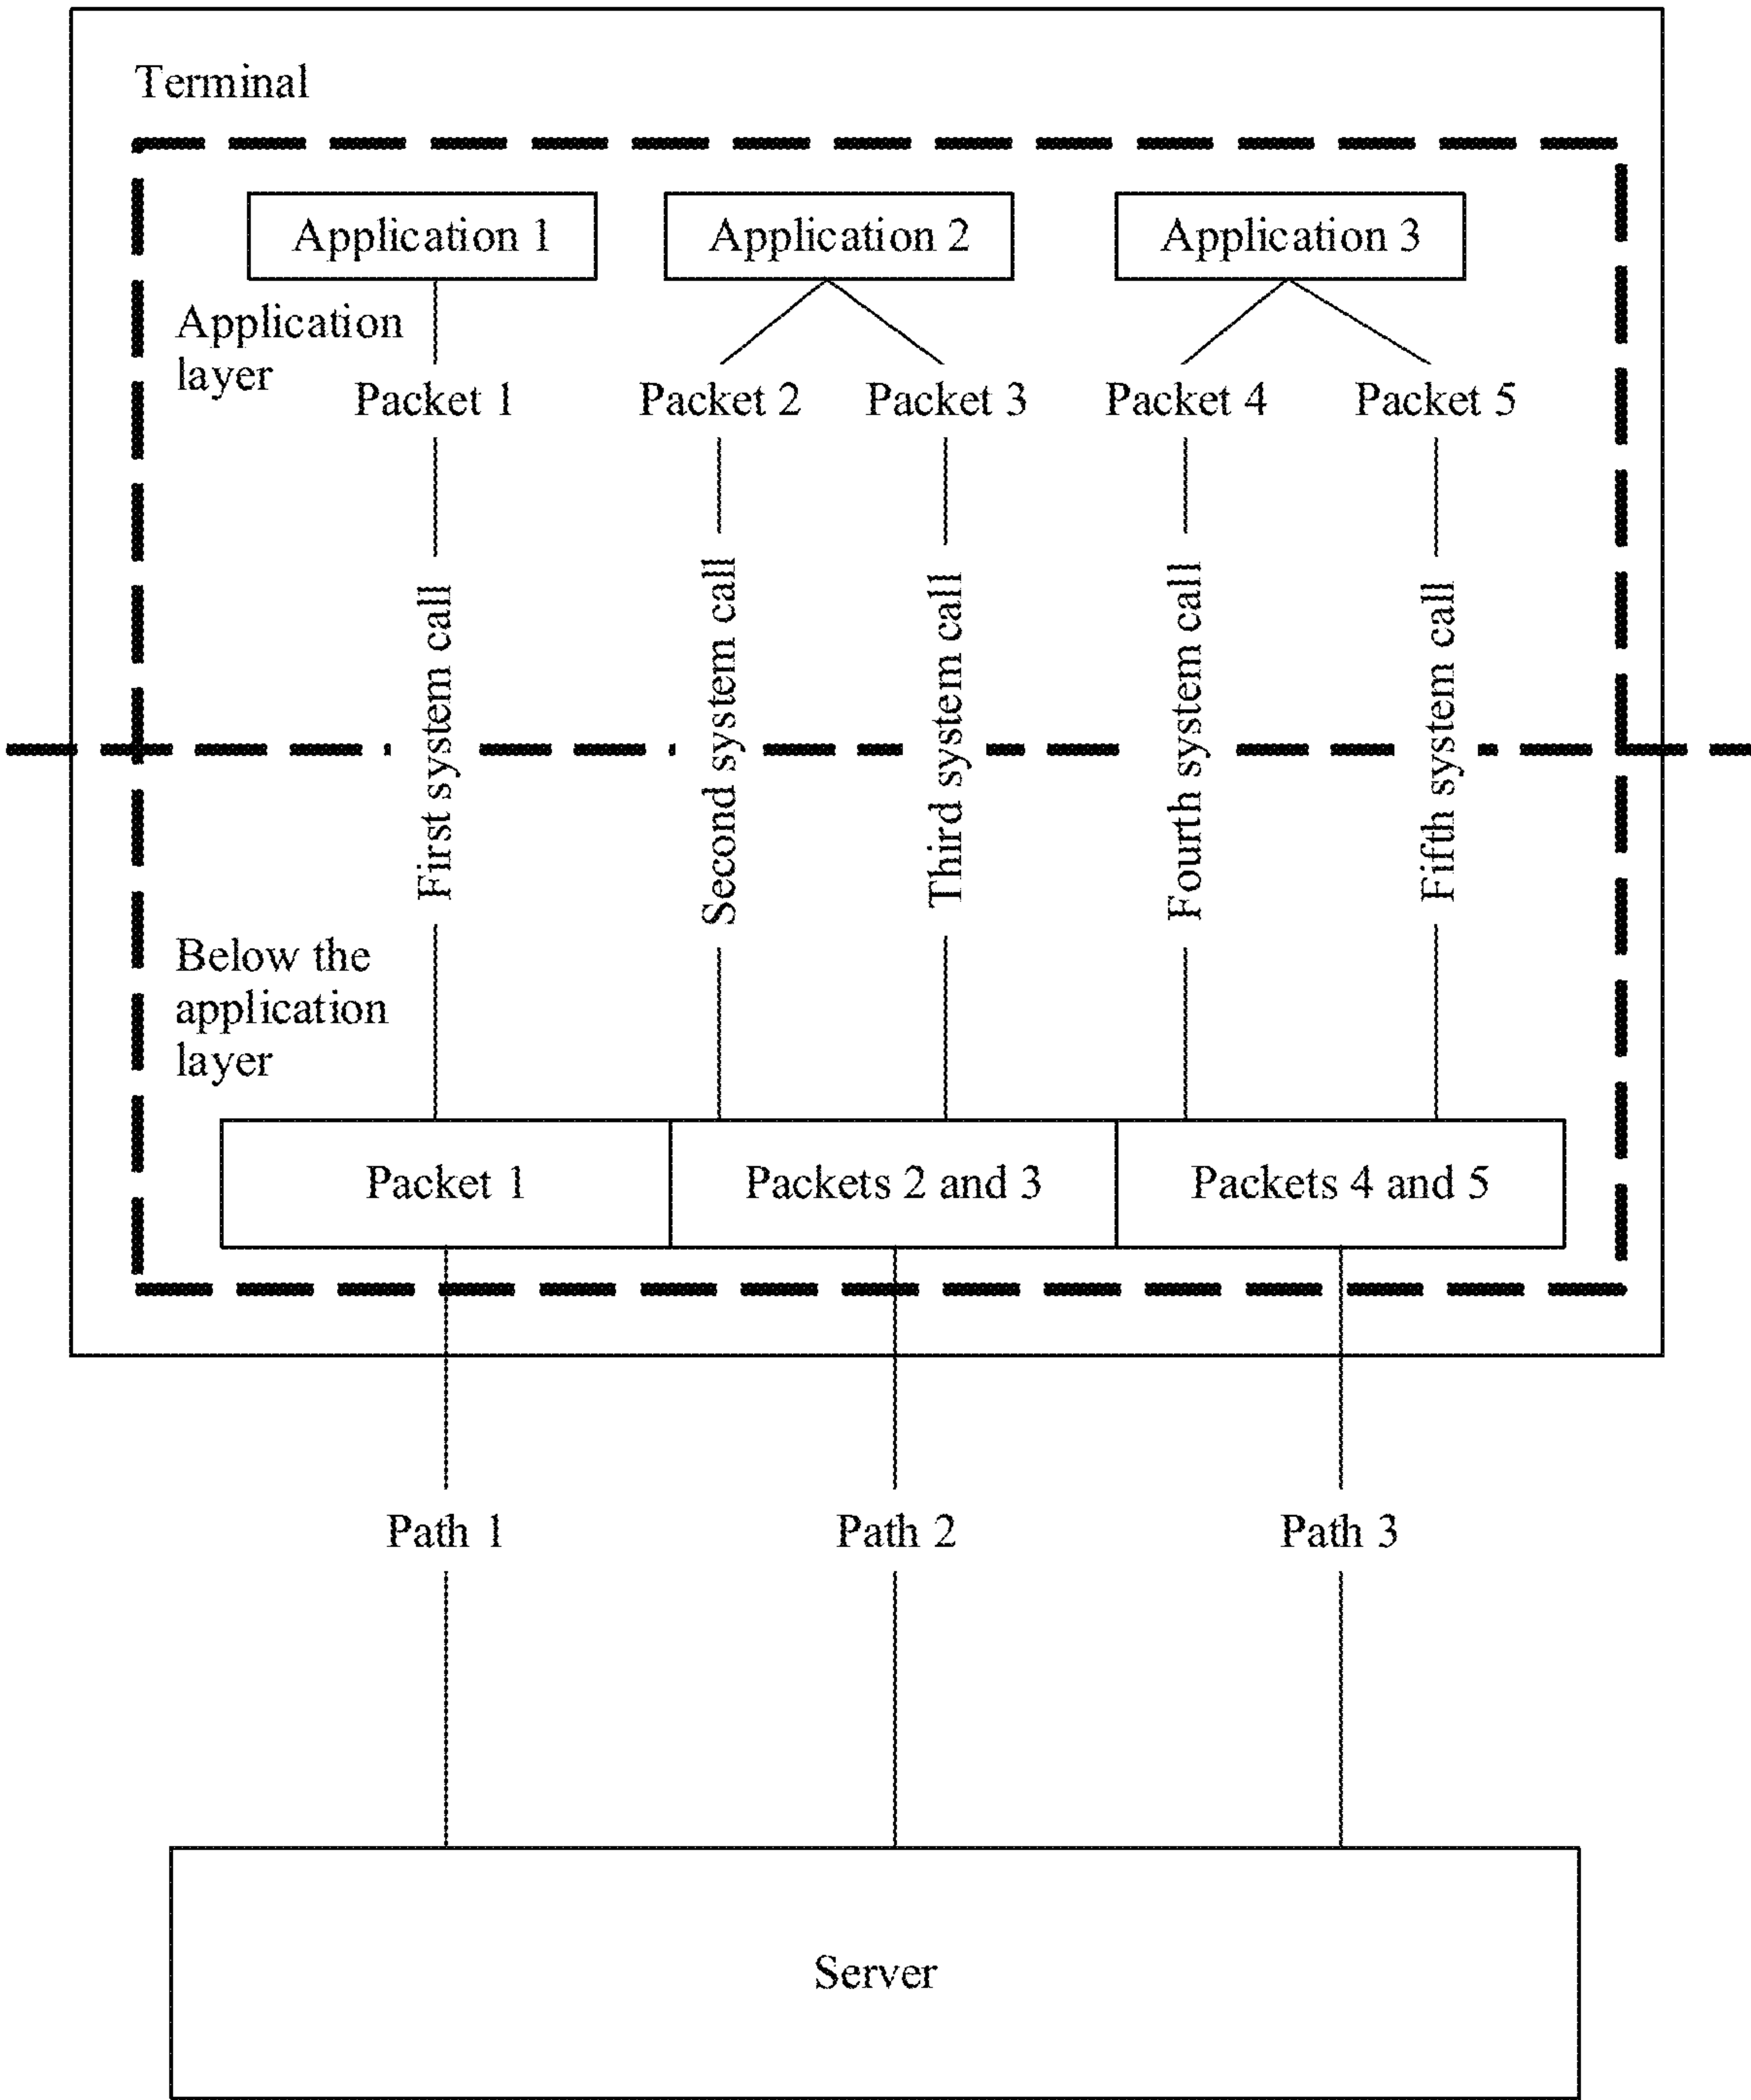 Terminal
Application 1
Application 2
Application 3
Application
layer
Packet 1
Packet 2
Packet 3
Packet 4
Packet 5
First system call
Second system call
Third system call
Fourth system call
Fifth system call
Below the
application
layer
Packet 1
Packets 2 and 3
Packets 4 and 5
Path 1
Path 2
Path 3
Server